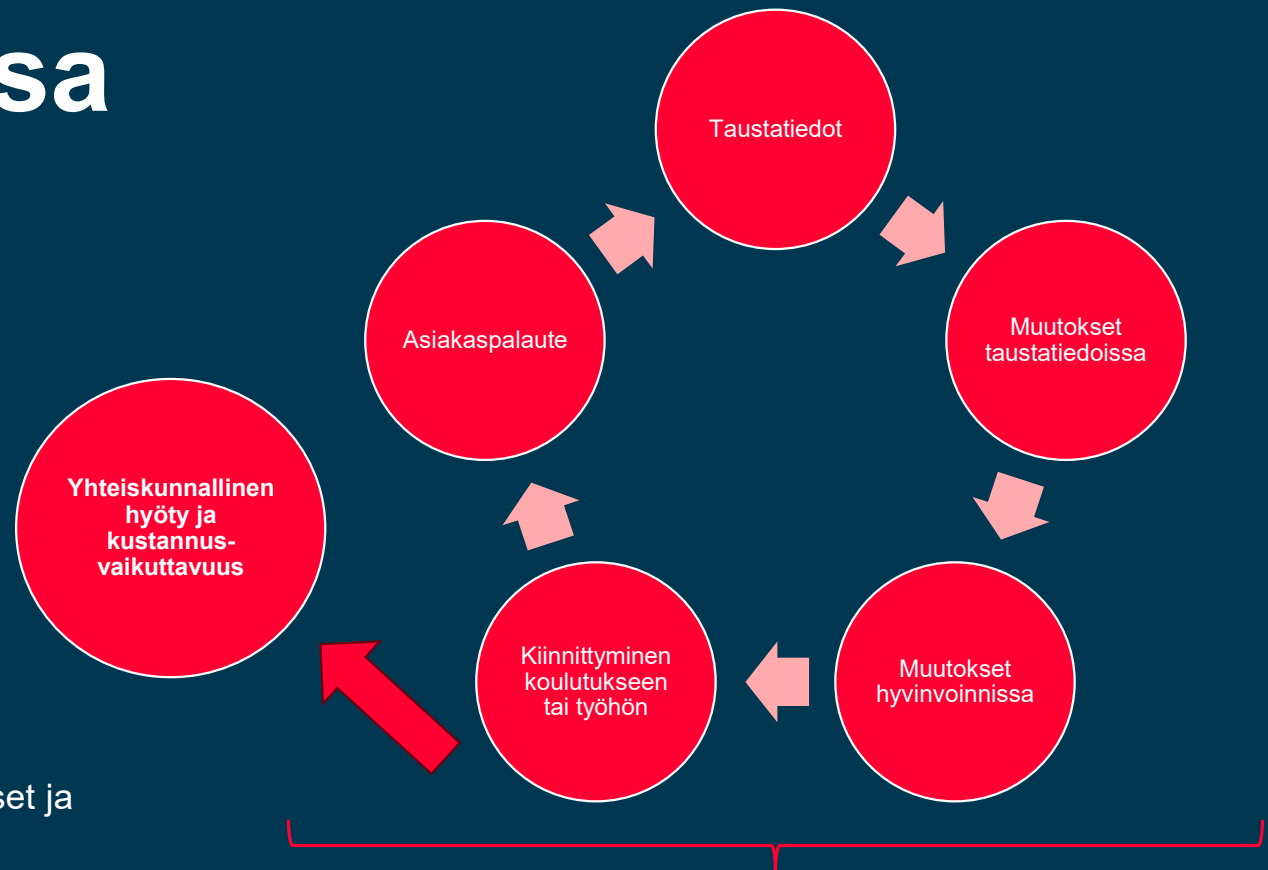 sa
Taustatiedot
Muutokset
taustatiedoissa
Muutokset
hyvinvoinnissa
Kiinnittyminen
koulutukseen
tai työhön
Asiakaspalaute
Yhteiskunnallinen
hyöty ja
kustannus-
vaikuttavuus
set ja